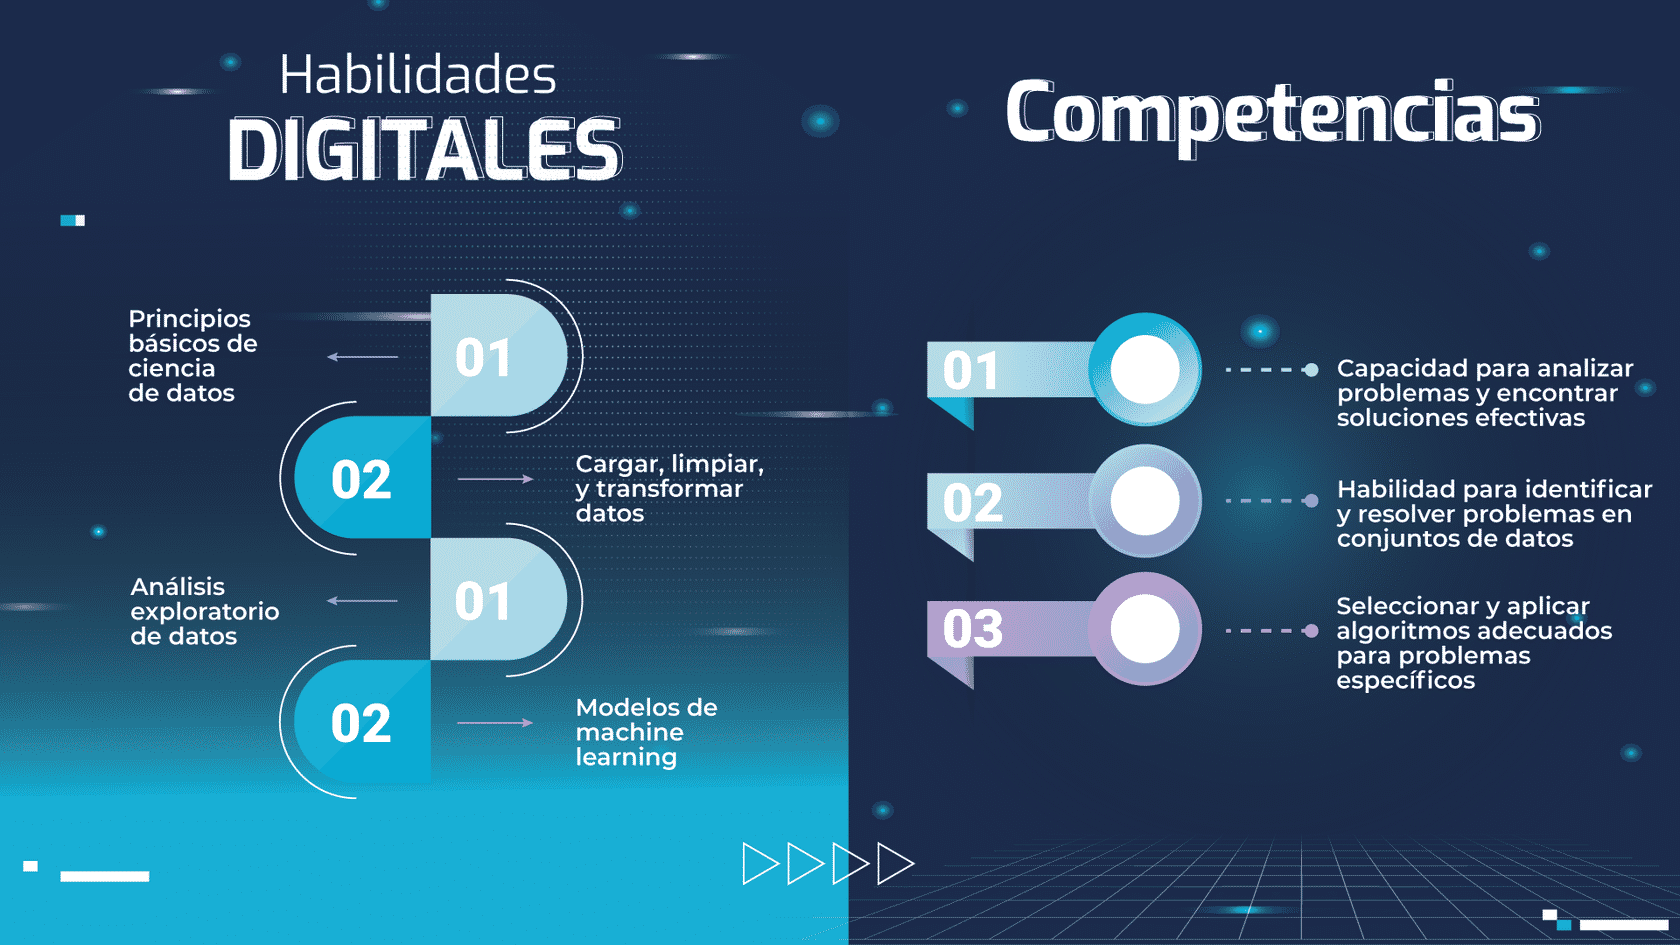 Habilidades
DIGITALES
01
Principios
básicos de
ciencia
de datos
02
Cargar, limpiar,
y transformar
datos
01
Análisis
exploratorio
de datos
02
Modelos de
machine
learning
Competencias
01
Capacidad para analizar
problemas y encontrar
soluciones efectivas
02
Habilidad para identificar
y resolver problemas en
conjuntos de datos
03
Seleccionar y aplicar
algoritmos adecuados
para problemas
específicos